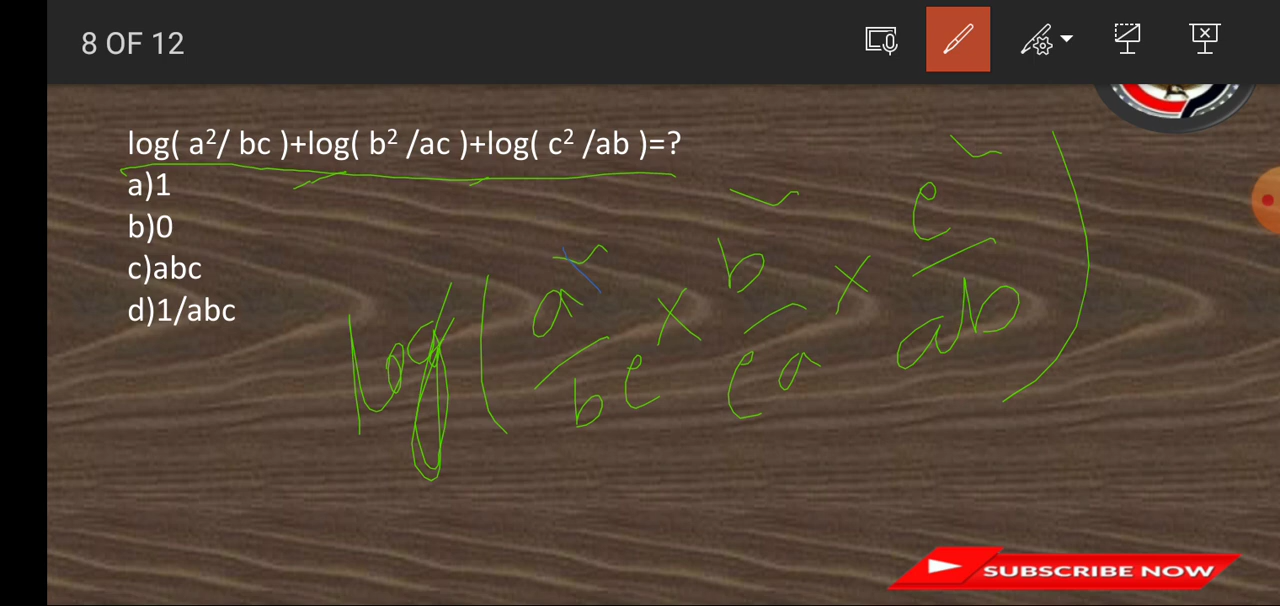 8 OF 12
log( a²/ bc )+log( b² /ac )+log( c² /ab )=?
a)1
b)0
c)abc
d)1/abc
log( a²/bc × b²/ca × c²/ab )
SUBSCRIBE NOW